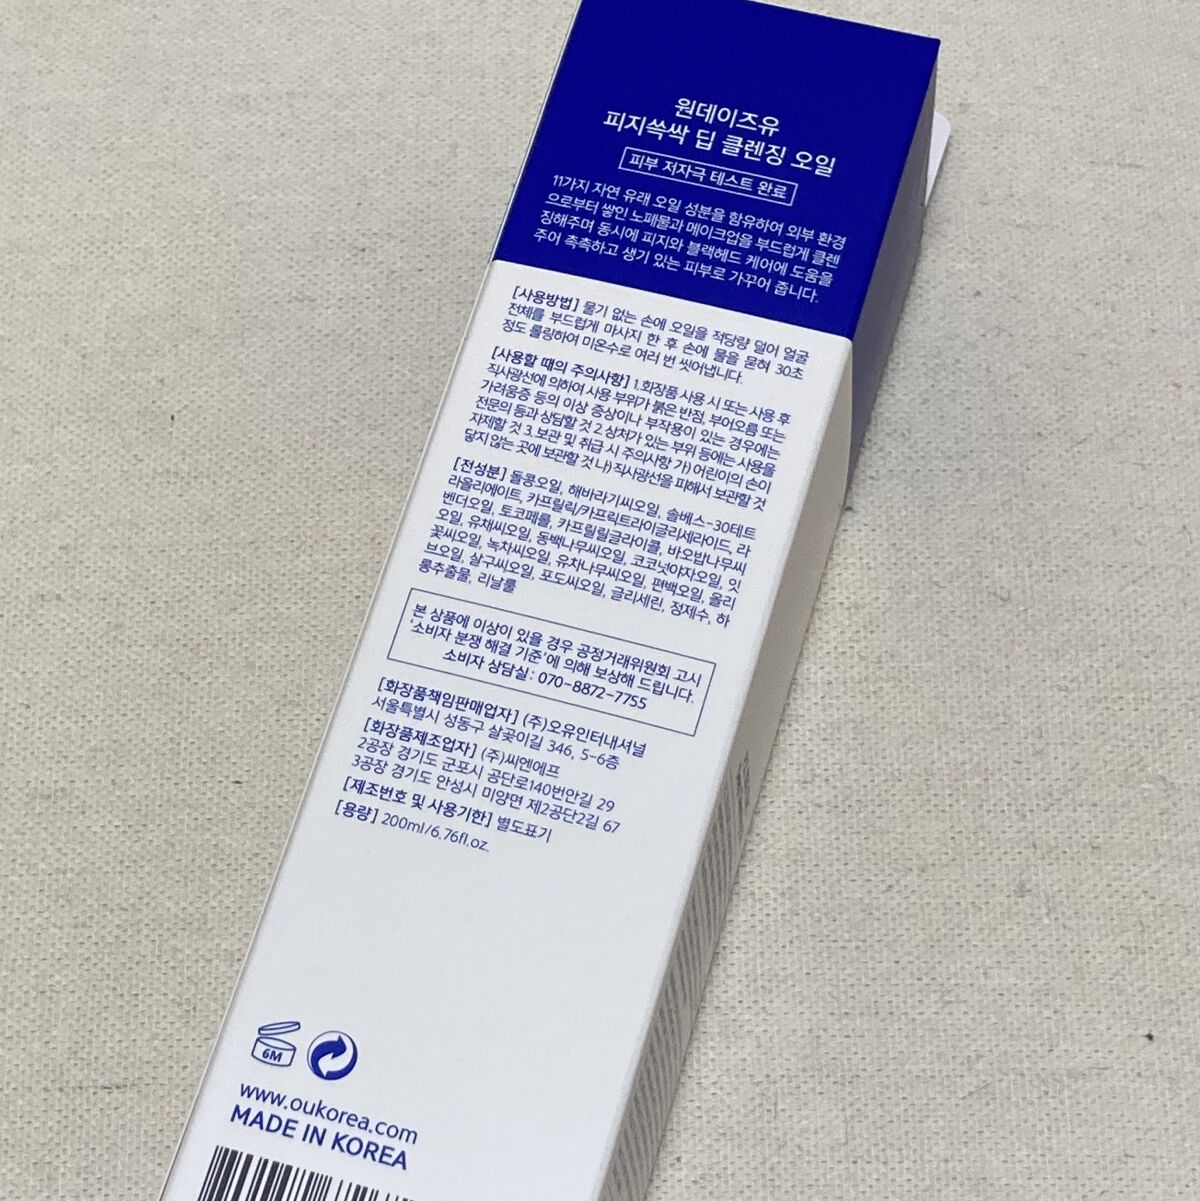 원데이즈유
피지쏙싹 딥 클렌징 오일
피부 저자극 테스트 완료
11가지 자연 유래 오일 성분을 함유하여 외부 환경
으로부터 쌓인 노폐물과 메이크업을 부드럽게 클렌
징해주며 동시에 피지와 블랙헤드 케어에 도움을
주어 촉촉하고 생기 있는 피부로 가꾸어 줍니다.
[사용방법] 물기 없는 손에 오일을 적당량 덜어 얼굴
전체를 부드럽게 마사지 한 후 손에 물을 묻혀 30초
정도 롤링하여 미온수로 여러 번 씻어냅니다.
[사용할 때의 주의사항] 1.화장품 사용 시 또는 사용 후
직사광선에 의하여 사용 부위가 붉은 반점, 부어오름 또는
가려움증 등의 이상 증상이나 부작용이 있는 경우에는
전문의 등과 상담할 것 2.상처가 있는 부위 등에는 사용을
자제할 것 3.보관 및 취급 시 주의사항 가) 어린이의 손이
닿지 않는 곳에 보관할 것 나) 직사광선을 피해서 보관할 것
[전성분] 돌콩오일, 해바라기씨오일, 솔베스-30테트
라올리에이트, 카프릴릭/카프릭트라이글리세라이드, 라
벤더오일, 토코페롤, 카프릴릴글라이콜, 바오밥나무씨
오일, 유채씨오일, 동백나무씨오일, 코코넛야자오일, 잇
꽃씨오일, 녹차씨오일, 유차나무씨오일, 편백오일, 올리
브오일, 살구씨오일, 포도씨오일, 글리세린, 정제수, 하
룽추출물, 리날룰
본 상품에 이상이 있을 경우 공정거래위원회 고시
'소비자 분쟁 해결 기준'에 의해 보상해 드립니다.
소비자 상담실 : 070-8872-7755
[화장품책임판매업자] (주)오유인터내셔널
서울특별시 성동구 살곶이길 346, 5-6층
[화장품제조업자] (주)씨엔에프
2공장 경기도 군포시 공단로140번안길 29
3공장 경기도 안성시 미양면 제2공단2길 67
[제조번호 및 사용기한] 별도표기
[용량] 200ml/6.76fl.oz.
6M
www.oukorea.com
MADE IN KOREA